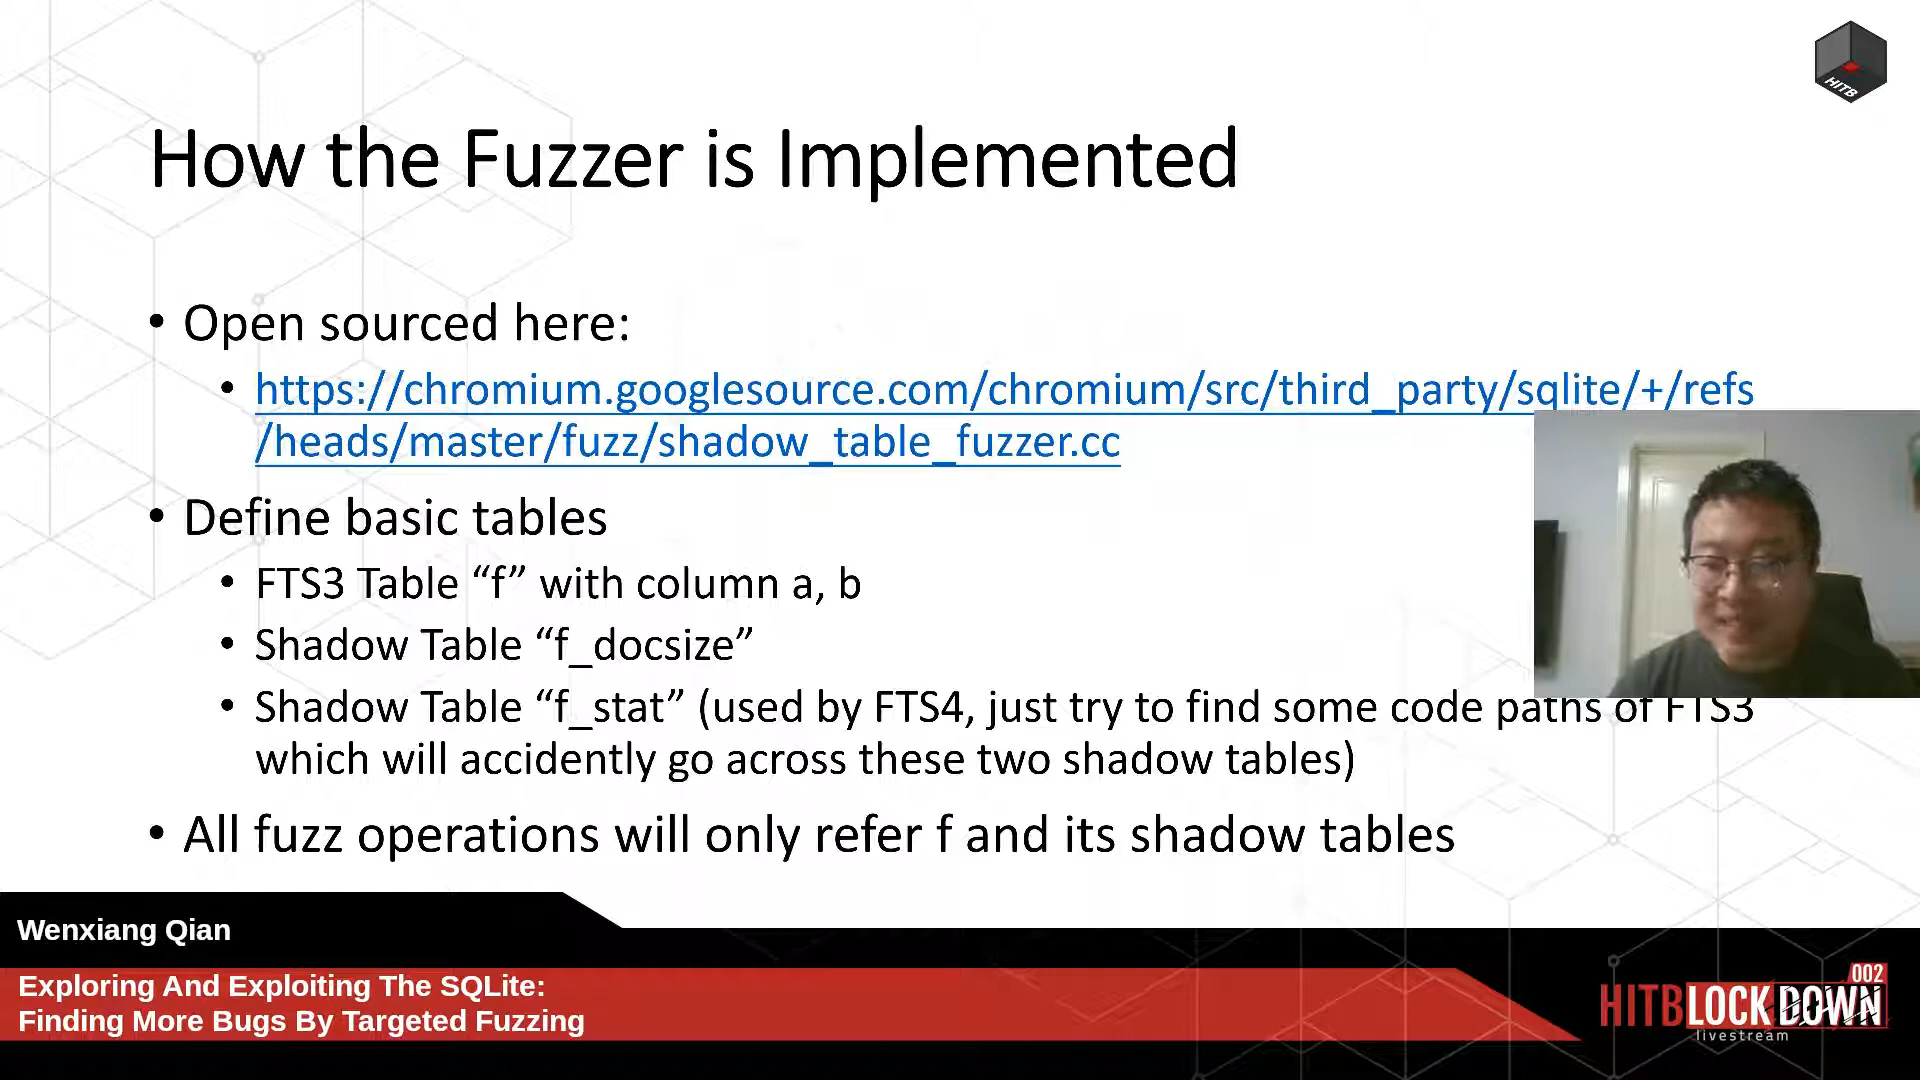 HITB
How the Fuzzer is Implemented
• Open sourced here:
• https://chromium.googlesource.com/chromium/src/third_party/sqlite/+/refs
/heads/master/fuzz/shadow_table_fuzzer.cc
• Define basic tables
• FTS3 Table “f” with column a, b
• Shadow Table “f_docsize”
• Shadow Table “f_stat” (used by FTS4, just try to find some code paths of FTS3
which will accidently go across these two shadow tables)
• All fuzz operations will only refer f and its shadow tables
Wenxiang Qian
Exploring And Exploiting The SQLite:
Finding More Bugs By Targeted Fuzzing
002
HITBLOCKDOWN
livestream